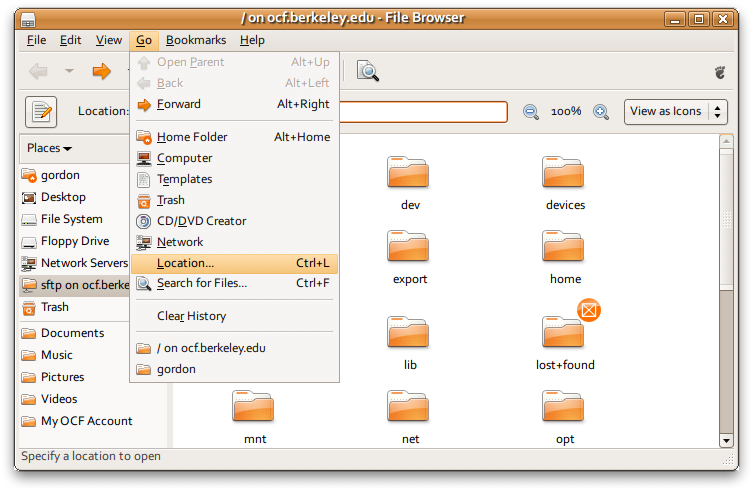 / on ocf.berkeley.edu - File Browser
File Edit View Go Bookmarks Help
Open Parent Alt+Up
Back Alt+Left
Forward Alt+Right
Home Folder Alt+Home
Computer
Templates
Trash
CD/DVD Creator
Network
Location... Ctrl+L
Search for Files... Ctrl+F
Clear History
/ on ocf.berkeley.edu
gordon
Location: 100% View as Icons
Places
gordon
Desktop
File System
Floppy Drive
Network Servers
sftp on ocf.berke
Trash
Documents
Music
Pictures
Videos
My OCF Account
dev devices
export home
lib lost+found
mnt net opt
Specify a location to open